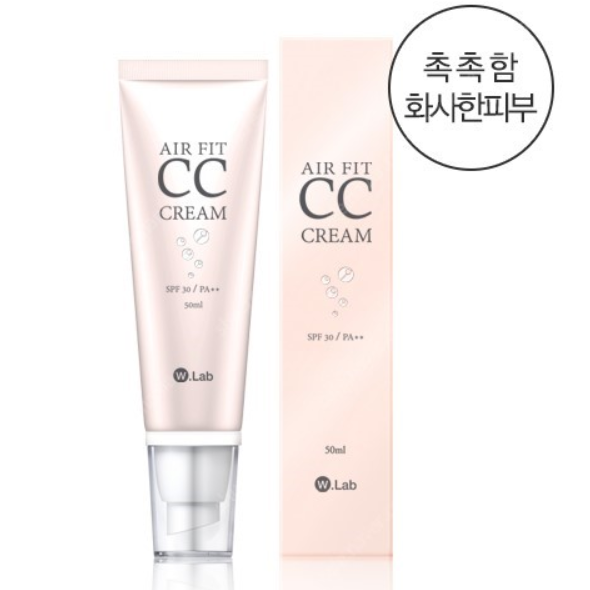 촉촉함
화사한피부
AIR FIT
CC
CREAM
SPF 30 / PA++
50ml
W.Lab
AIR FIT
CC
CREAM
SPF 30 / PA++
50ml
W.Lab